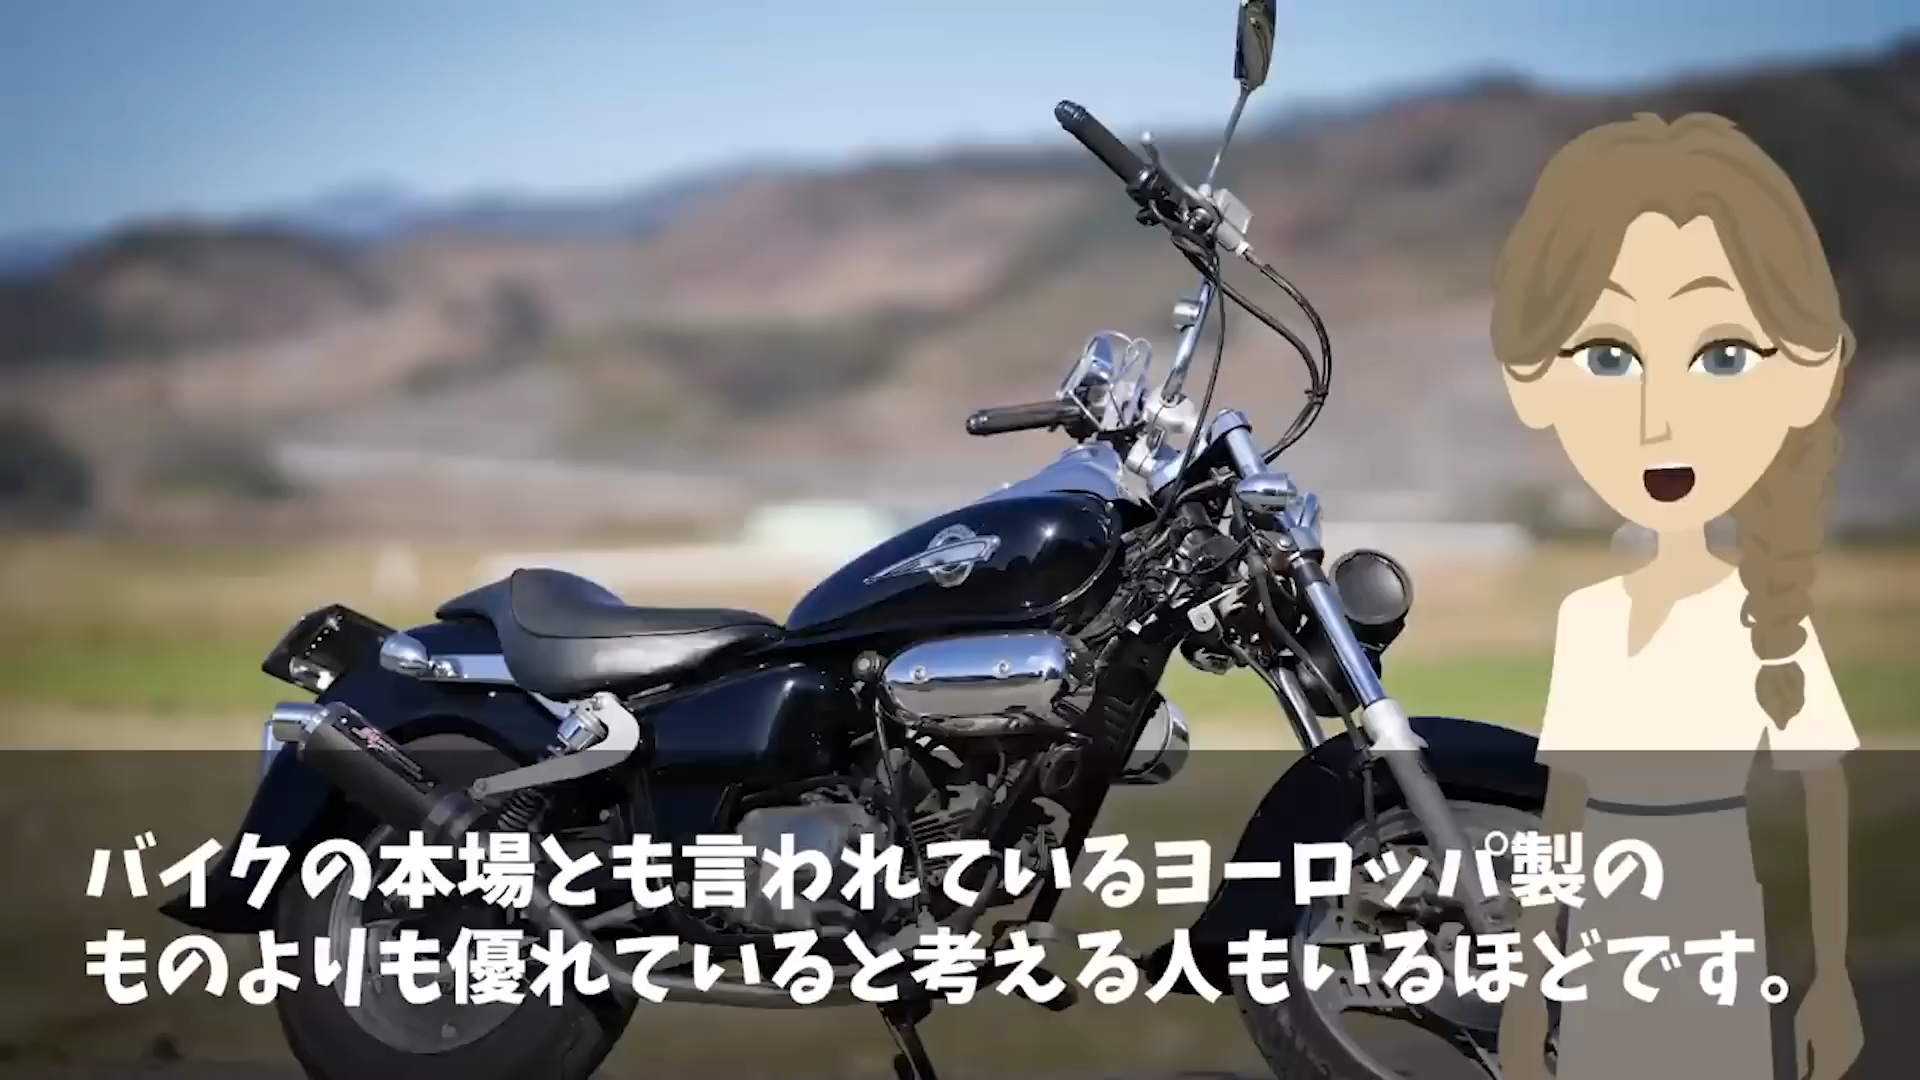 バイクの本場とも言われているヨーロッパ製の
ものよりも優れていると考える人もいるほどです。